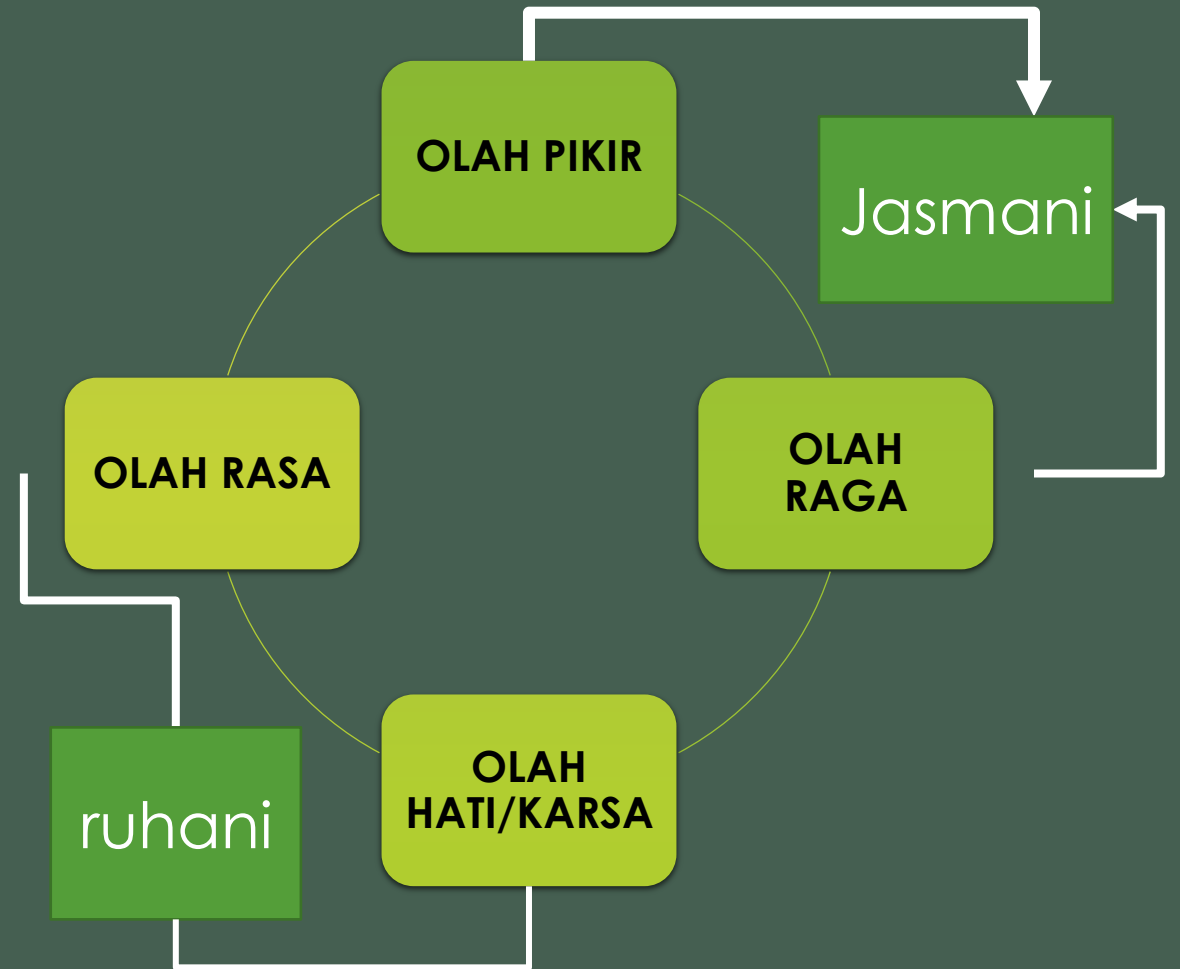 OLAH PIKIR
Jasmani
OLAH RASA
OLAH
RAGA
OLAH
HATI/KARSA
ruhani